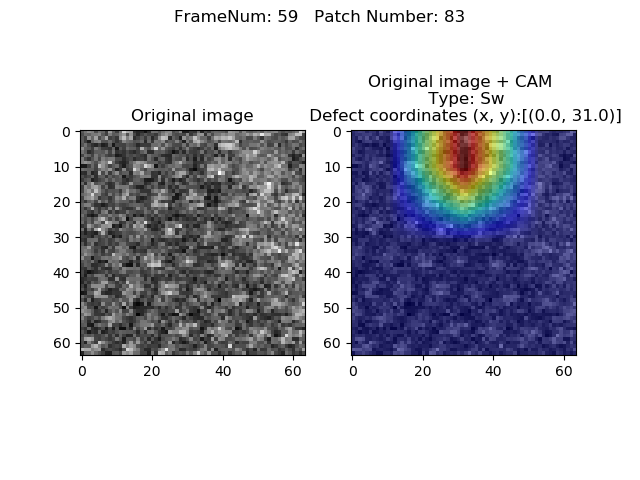 FrameNum: 59   Patch Number: 83
Original image
Original image + CAM
Type: Sw
Defect coordinates (x, y):[(0.0, 31.0)]
0
10
20
30
40
50
60
0 20 40 60
0
10
20
30
40
50
60
0 20 40 60